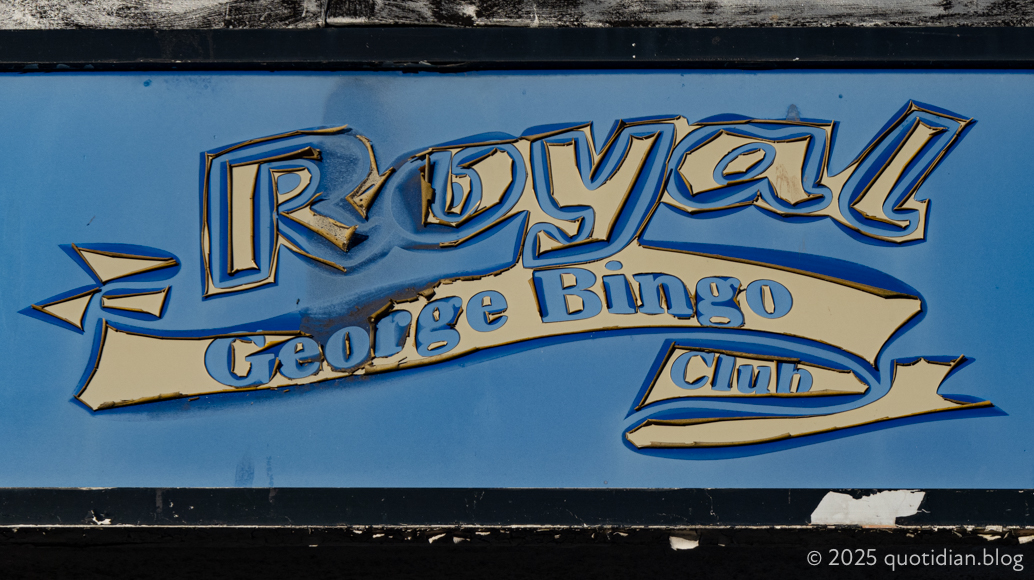 Royal
George Bingo
Club
© 2025 quotidian.blog